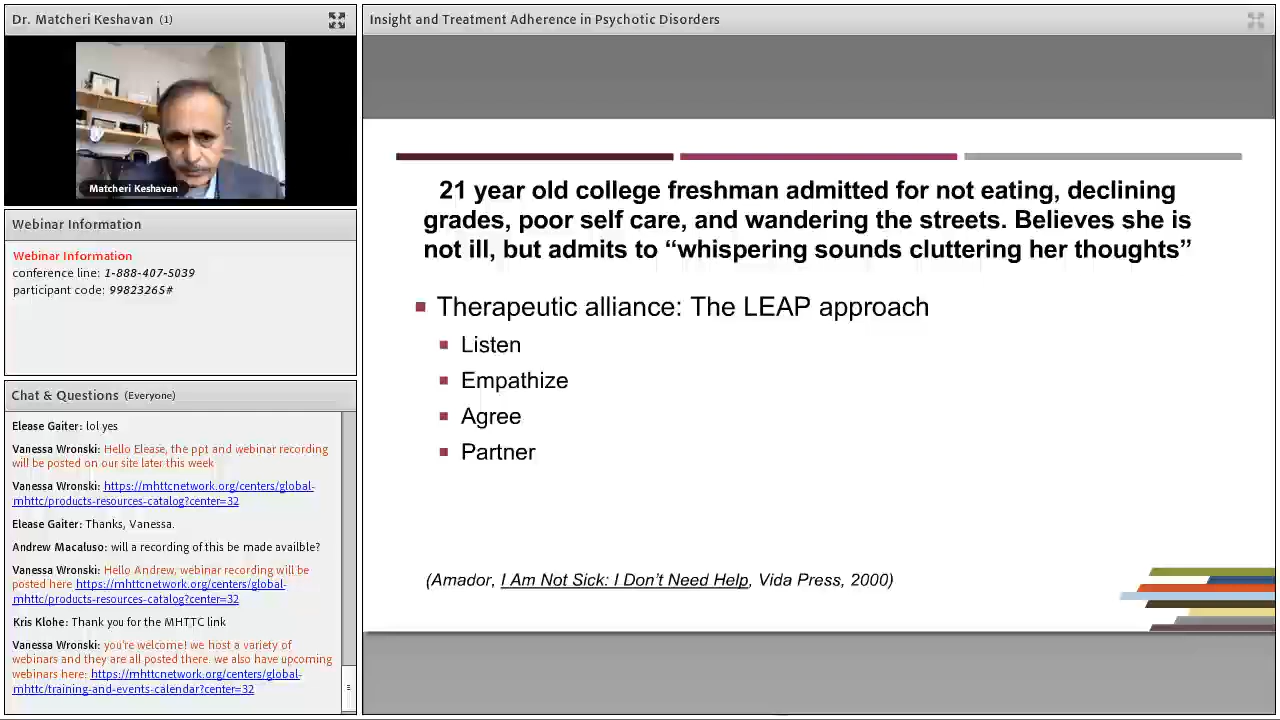 Dr. Matcheri Keshavan (1)
Matcheri Keshavan
Webinar Information
Webinar Information
conference line: 1-888-407-5039
participant code: 99823265#
Chat & Questions (Everyone)
Elease Gaiter: lol yes
Vanessa Wronski: Hello Elease, the ppt and webinar recording
will be posted on our site later this week
Vanessa Wronski: https://mhttcnetwork.org/centers/global-
mhttc/products-resources-catalog?center=32
Elease Gaiter: Thanks, Vanessa.
Andrew Macaluso: will a recording of this be made availble?
Vanessa Wronski: Hello Andrew, webinar recording will be
posted here https://mhttcnetwork.org/centers/global-
mhttc/products-resources-catalog?center=32
Kris Klohe: Thank you for the MHTTC link
Vanessa Wronski: you're welcome! we host a variety of
webinars and they are all posted there. we also have upcoming
webinars here: https://mhttcnetwork.org/centers/global-
mhttc/training-and-events-calendar?center=32
Insight and Treatment Adherence in Psychotic Disorders
21 year old college freshman admitted for not eating, declining
grades, poor self care, and wandering the streets. Believes she is
not ill, but admits to “whispering sounds cluttering her thoughts”
Therapeutic alliance: The LEAP approach
Listen
Empathize
Agree
Partner
(Amador, I Am Not Sick: I Don’t Need Help, Vida Press, 2000)